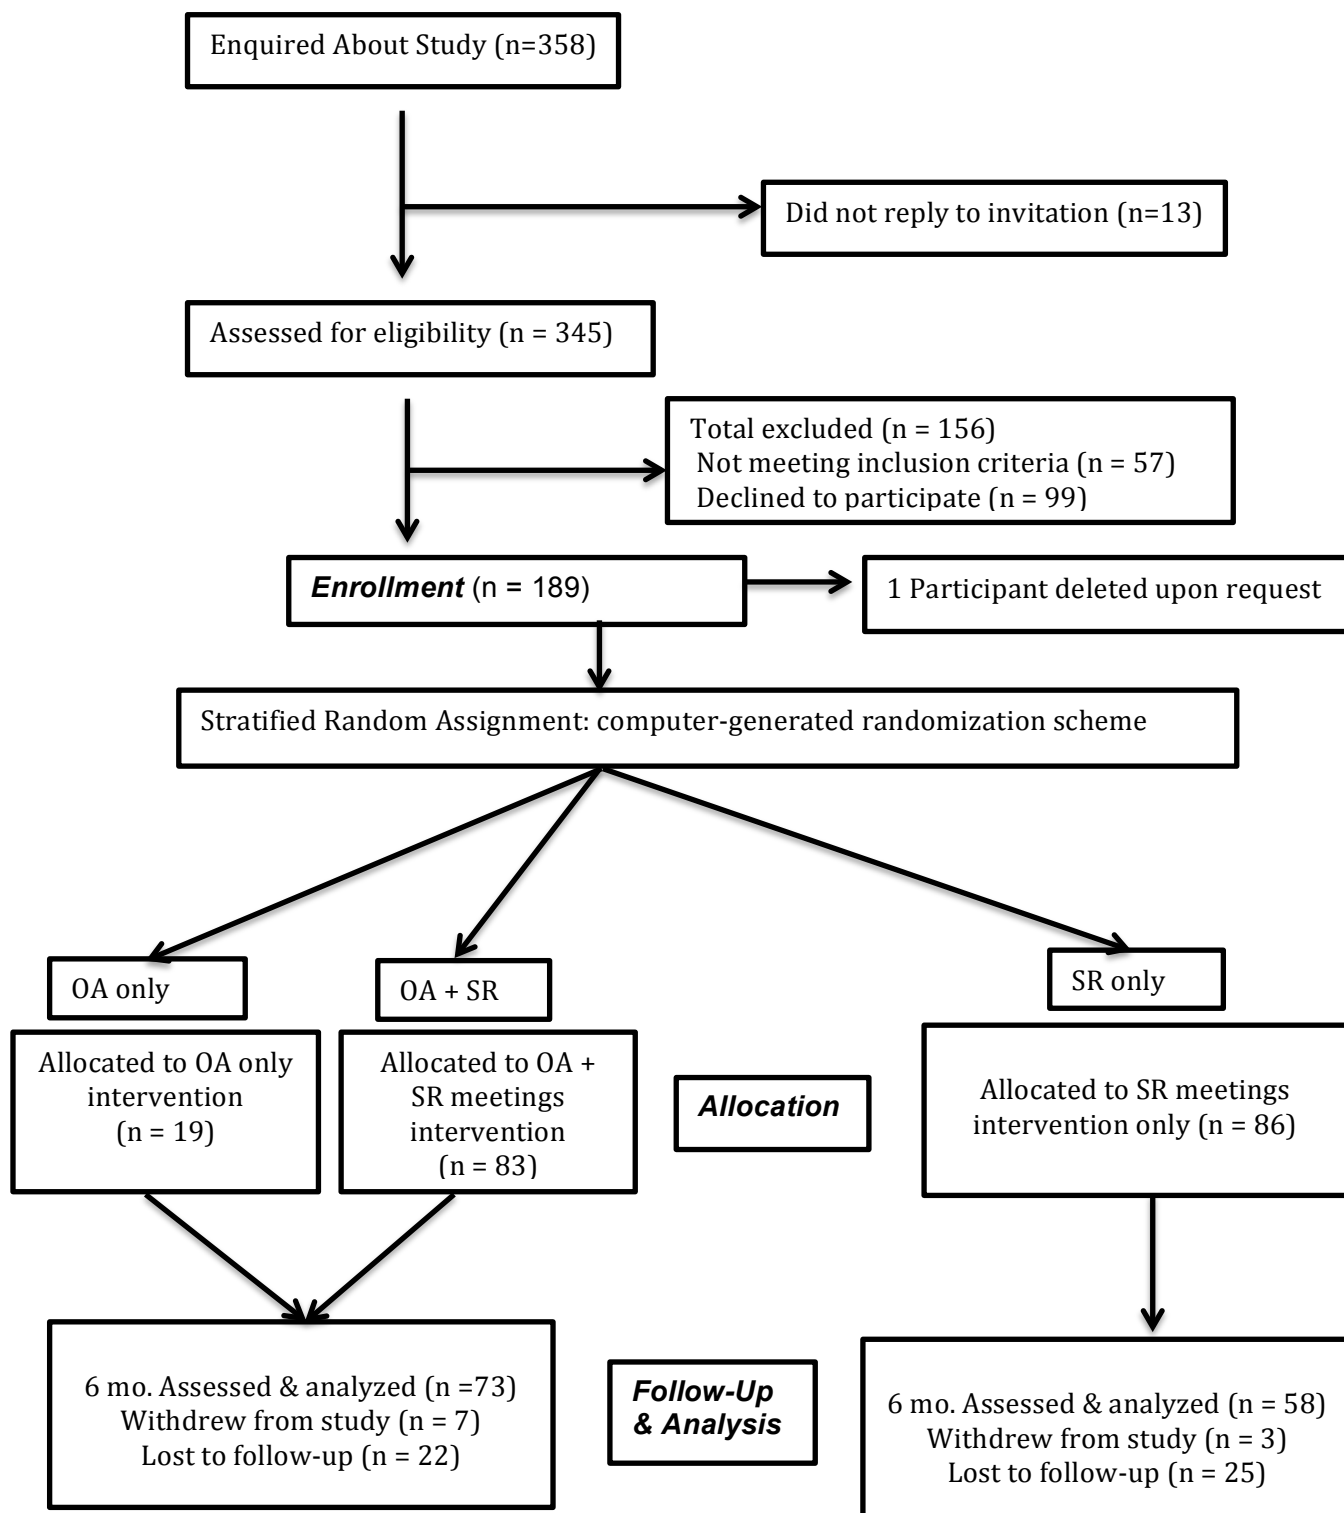 Enquired About Study (n=358)
Did not reply to invitation (n=13)
Assessed for eligibility (n = 345)
Total excluded (n = 156)
Not meeting inclusion criteria (n = 57)
Declined to participate (n = 99)
Enrollment (n = 189)
1 Participant deleted upon request
Stratified Random Assignment: computer-generated randomization scheme
OA only
OA + SR
SR only
Allocated to OA only
intervention
(n = 19)
Allocated to OA +
SR meetings
intervention
(n = 83)
Allocation
Allocated to SR meetings
intervention only (n = 86)
6 mo. Assessed & analyzed (n =73)
Withdrew from study (n = 7)
Lost to follow-up (n = 22)
Follow-Up
& Analysis
6 mo. Assessed & analyzed (n = 58)
Withdrew from study (n = 3)
Lost to follow-up (n = 25)